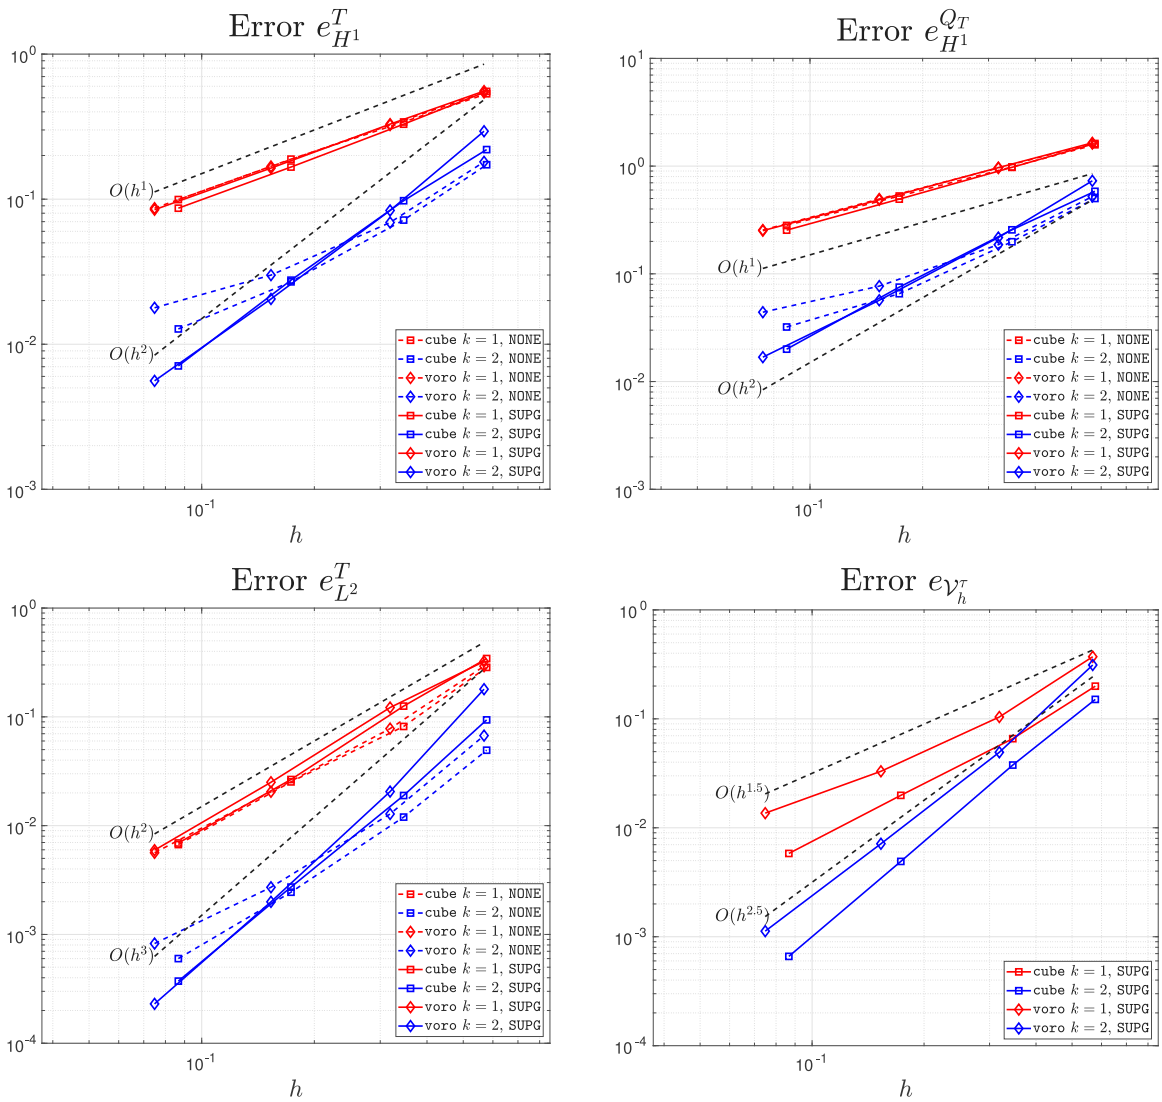 Error $e_{H^1}^{T}$
10^0
10^{-1}
10^{-2}
10^{-3}
O(h^1)
O(h^2)
cube k = 1, NONE
cube k = 2, NONE
voro k = 1, NONE
voro k = 2, NONE
cube k = 1, SUPG
cube k = 2, SUPG
voro k = 1, SUPG
voro k = 2, SUPG
10^{-1}
h
Error $e_{H^1}^{Q_T}$
10^1
10^0
10^{-1}
10^{-2}
10^{-3}
O(h^1)
O(h^2)
cube k = 1, NONE
cube k = 2, NONE
voro k = 1, NONE
voro k = 2, NONE
cube k = 1, SUPG
cube k = 2, SUPG
voro k = 1, SUPG
voro k = 2, SUPG
10^{-1}
h
Error $e_{L^2}^{T}$
10^0
10^{-1}
10^{-2}
10^{-3}
10^{-4}
O(h^2)
O(h^3)
cube k = 1, NONE
cube k = 2, NONE
voro k = 1, NONE
voro k = 2, NONE
cube k = 1, SUPG
cube k = 2, SUPG
voro k = 1, SUPG
voro k = 2, SUPG
10^{-1}
h
Error $e_{\mathcal{V}_h^{\tau}}$
10^0
10^{-1}
10^{-2}
10^{-3}
10^{-4}
O(h^{1.5})
O(h^{2.5})
cube k = 1, SUPG
cube k = 2, SUPG
voro k = 1, SUPG
voro k = 2, SUPG
10^{-1}
h